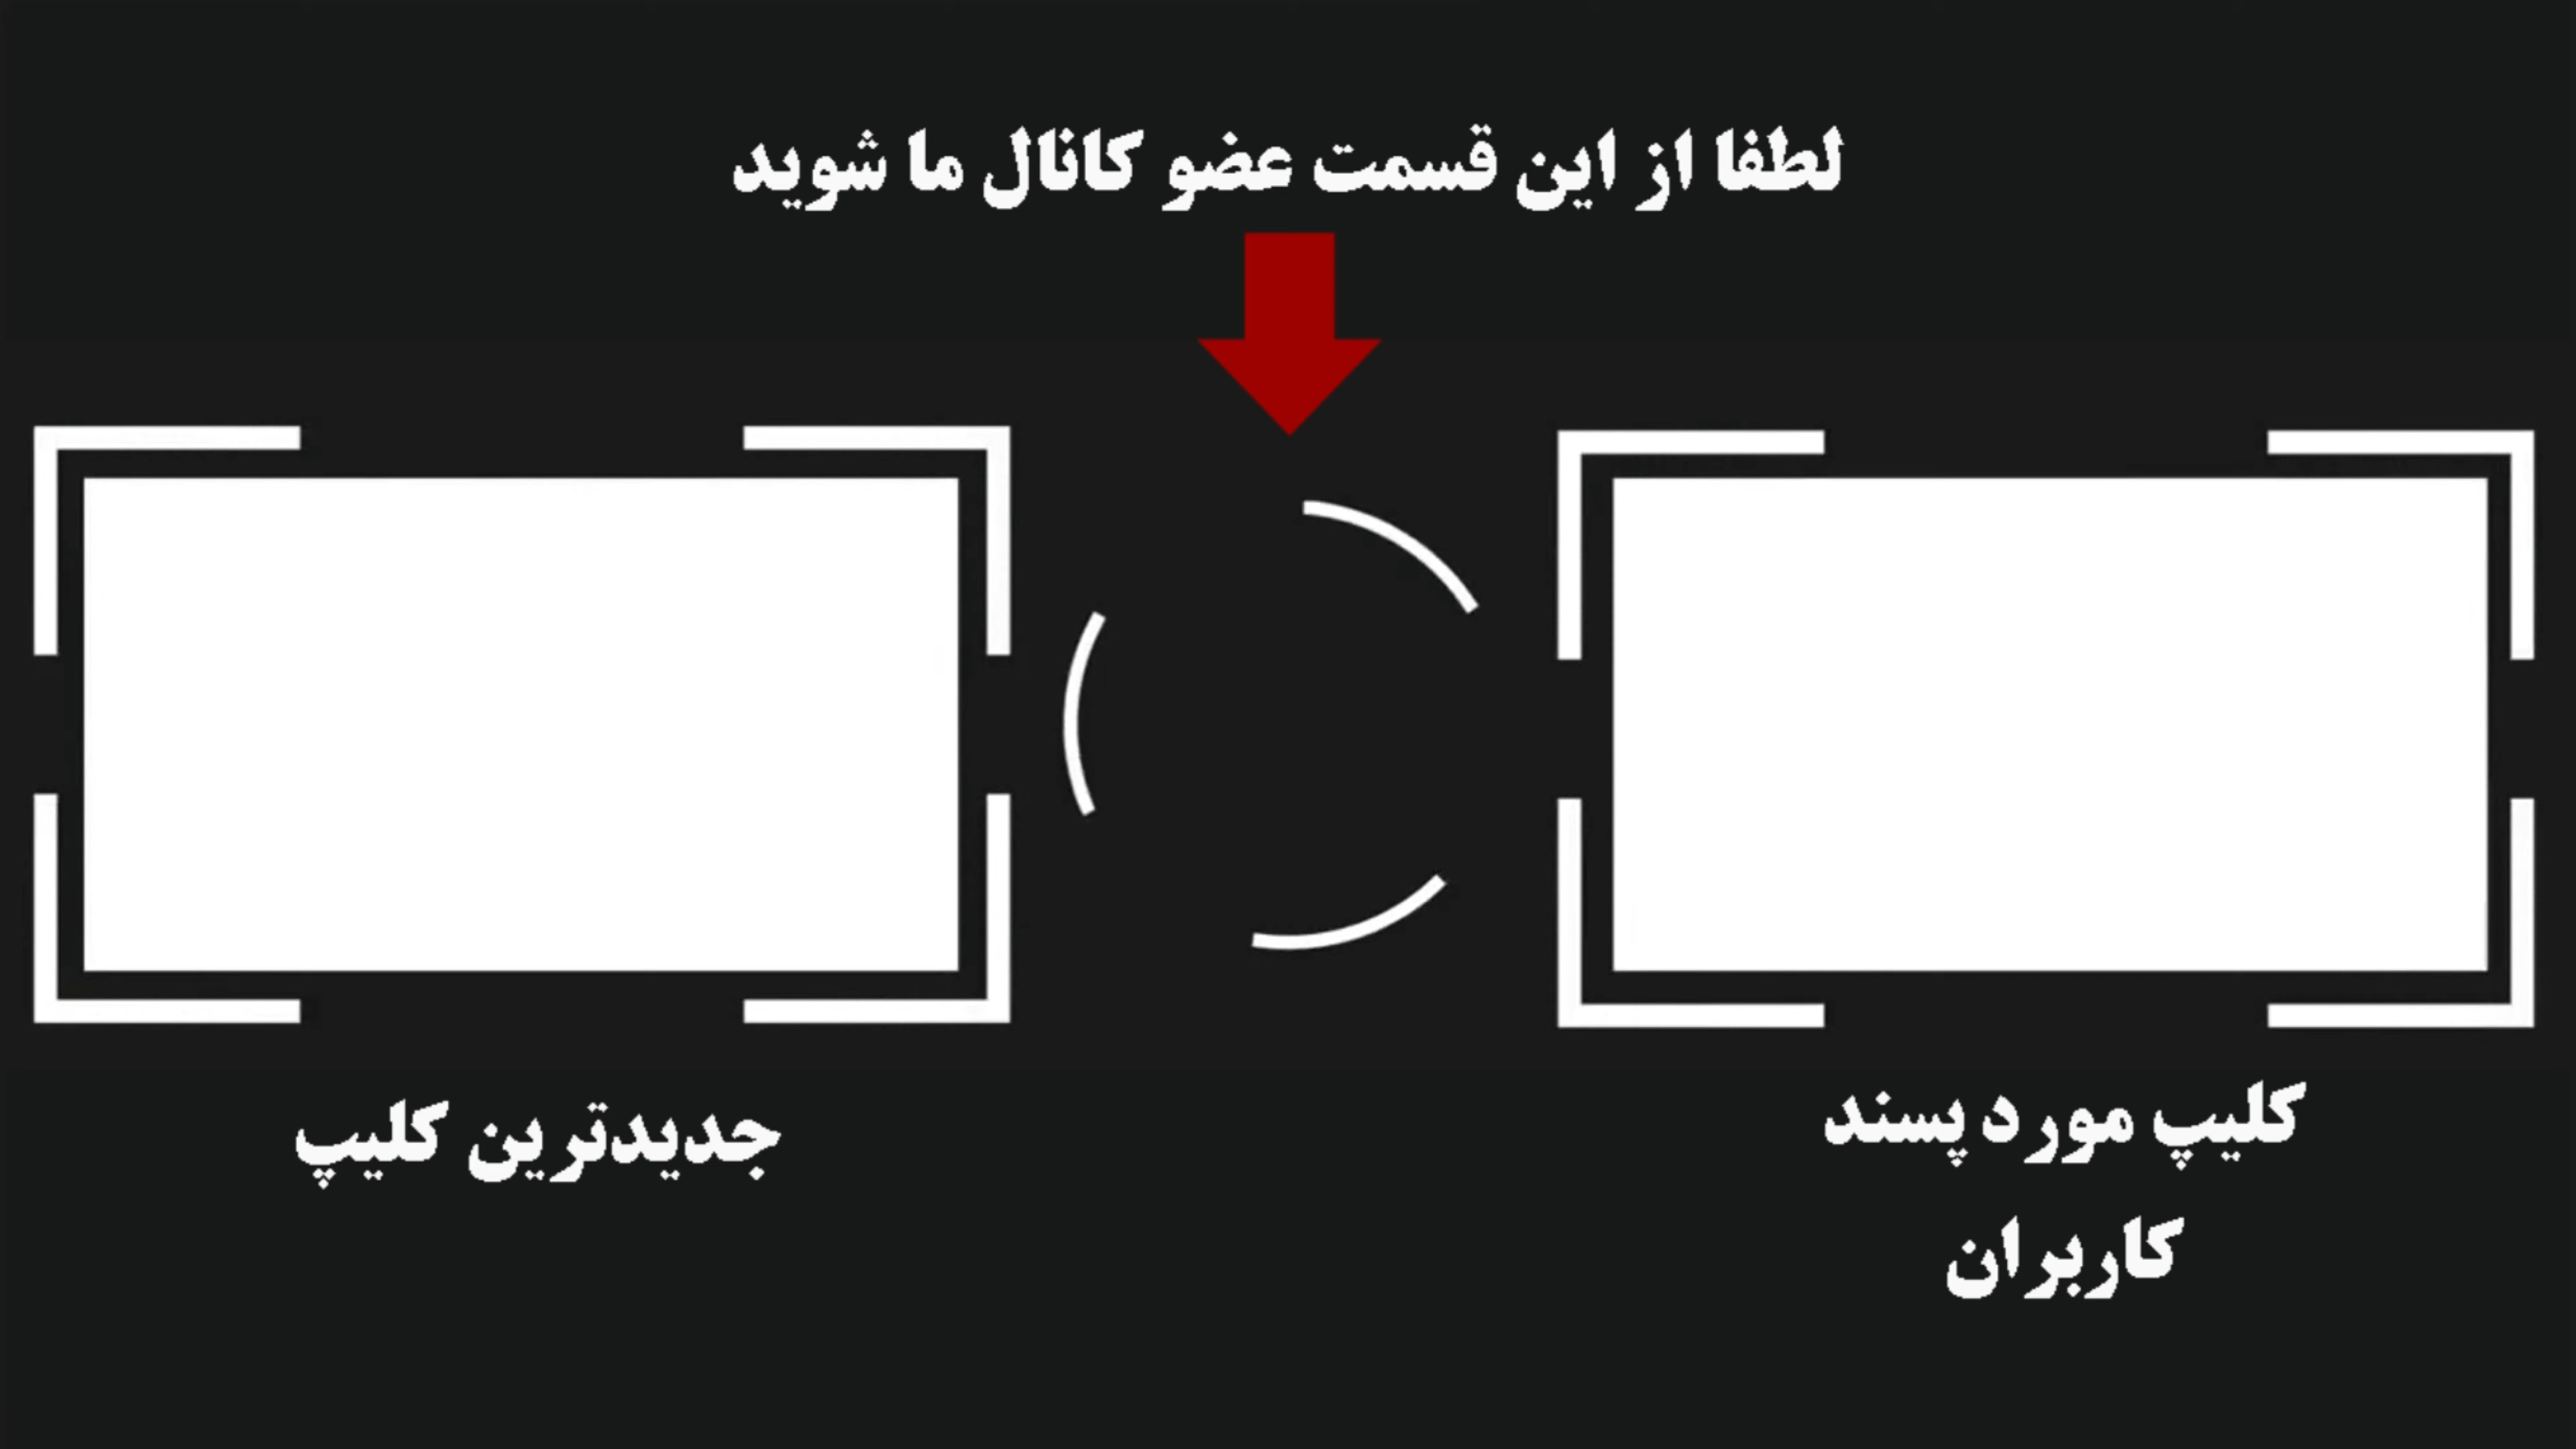 لطفا از این قسمت عضو کانال ما شوید
کلیپ مورد پسند
کاربران
جدیدترین کلیپ